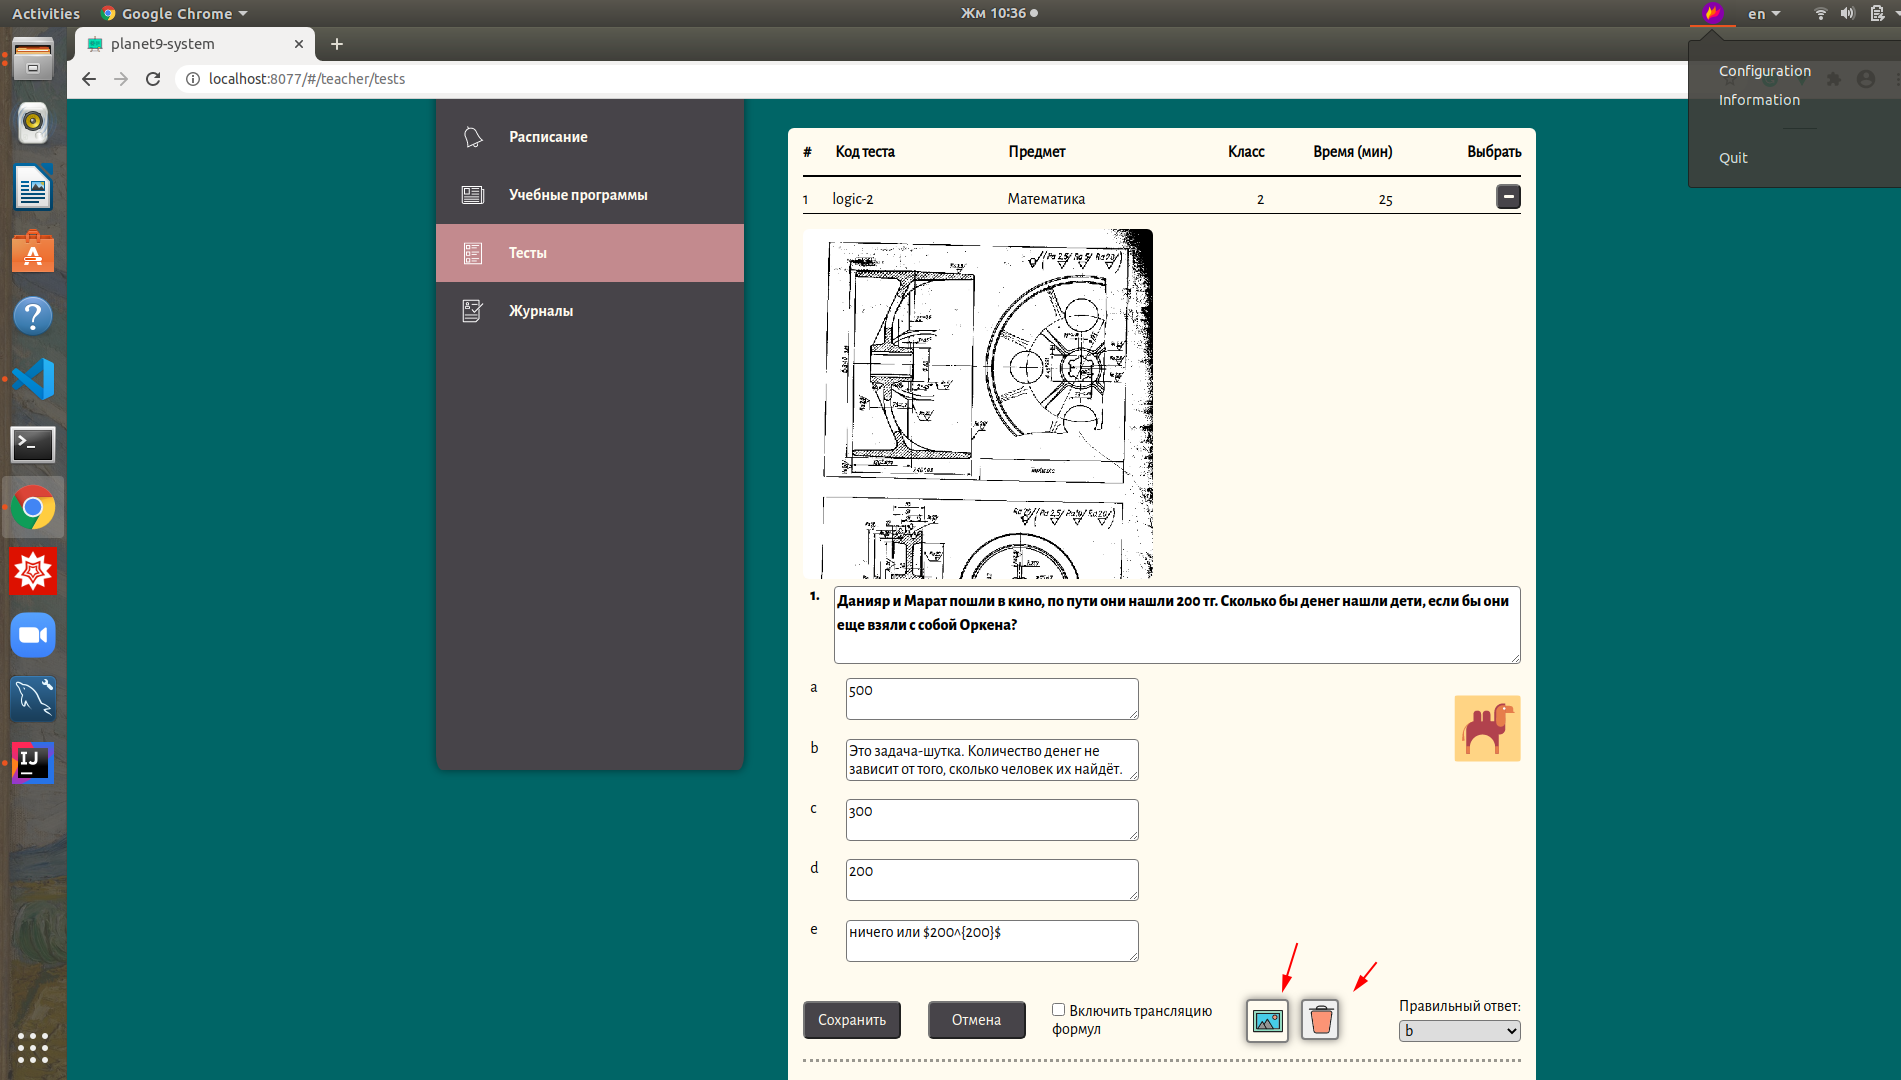 Activities
Google Chrome
Жм 10:36
en
planet9-system
localhost:8077/#/teacher/tests
Configuration
Information
Quit
Расписание
Учебные программы
Тесты
Журналы
# Код теста Предмет Класс Время (мин) Выбрать
1 logic-2 Математика 2 25
1. Данияр и Марат пошли в кино, по пути они нашли 200 тг. Сколько бы денег нашли дети, если бы они
еще взяли с собой Оркена?
a 500
b Это задача-шутка. Количество денег не
зависит от того, сколько человек их найдёт.
c 300
d 200
e ничего или $200^{200}$
Сохранить
Отмена
Включить трансляцию
формул
Правильный ответ:
b
IJ